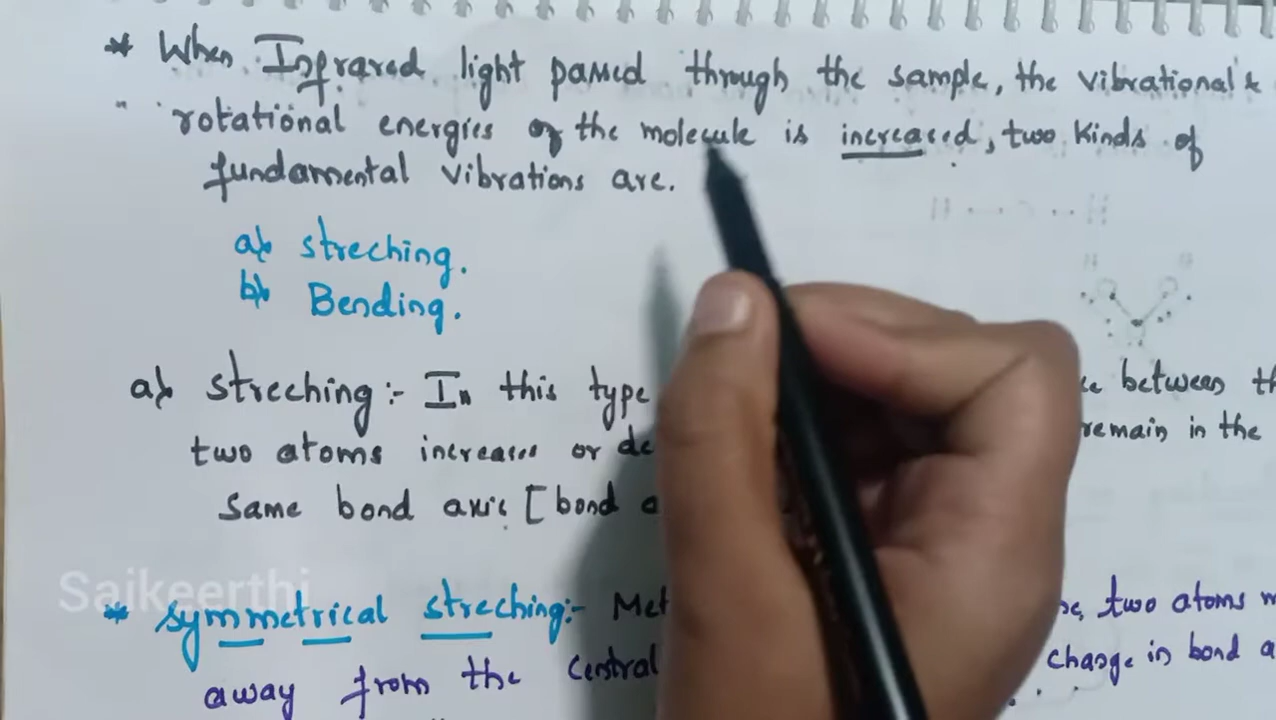 * When Infrared light passed through the sample, the vibrational &
rotational energies of the molecule is increased, two kinds of
fundamental vibrations are.
a) streching.
b) Bending.
a) streching:- In this type between th
two atoms increases or de remain in the
same bond axis [bond a
Saikeerthi
* symmetrical streching:- Met two atoms m
away from the central change in bond a